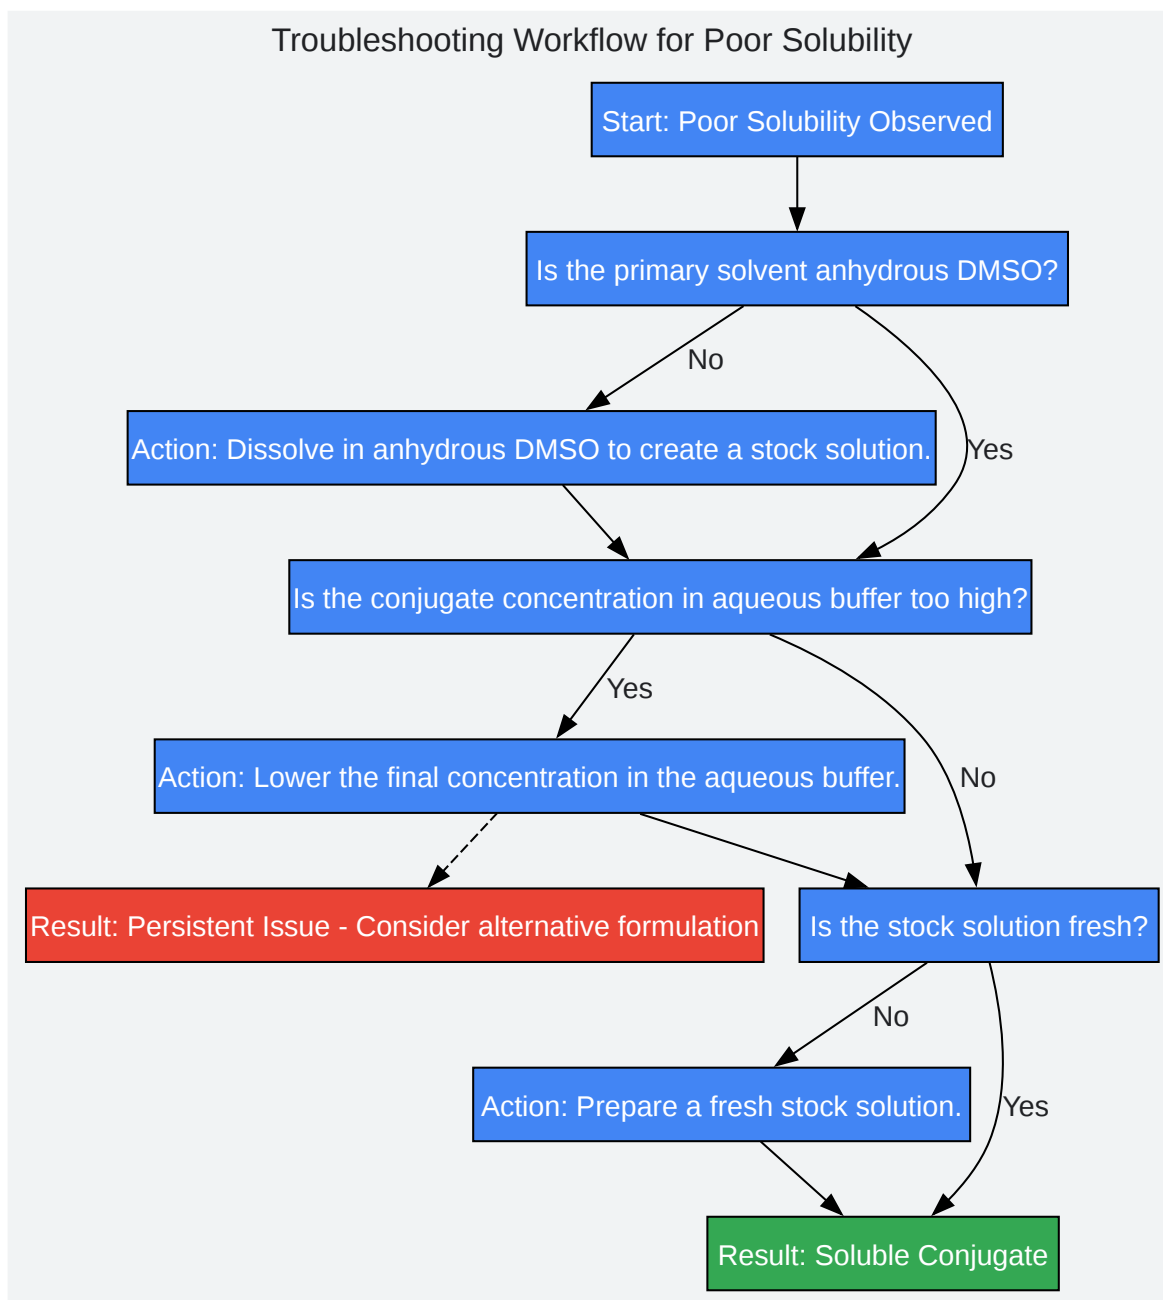 Troubleshooting Workflow for Poor Solubility
Start: Poor Solubility Observed
Is the primary solvent anhydrous DMSO?
No
Action: Dissolve in anhydrous DMSO to create a stock solution.
Yes
Is the conjugate concentration in aqueous buffer too high?
Yes
Action: Lower the final concentration in the aqueous buffer.
No
Result: Persistent Issue - Consider alternative formulation
Is the stock solution fresh?
No
Action: Prepare a fresh stock solution.
Yes
Result: Soluble Conjugate